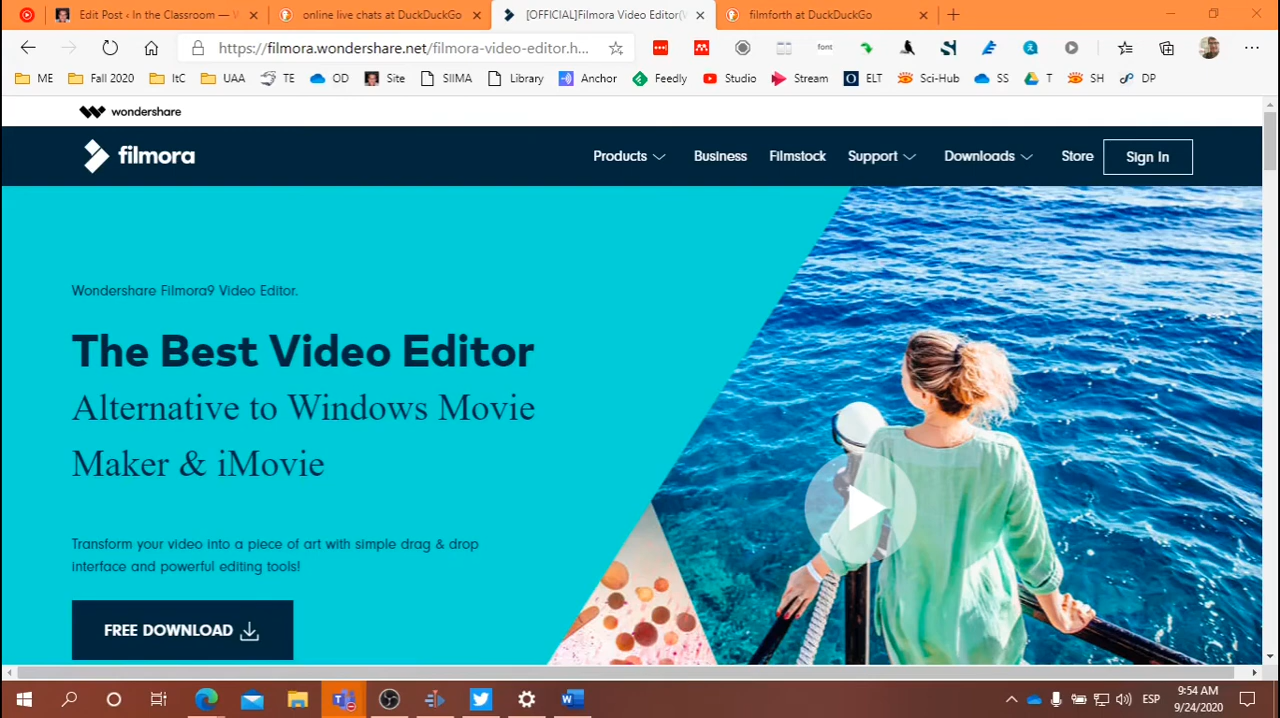 Edit Post ‹ In the Classroom — W
online live chats at DuckDuckGo
[OFFICIAL]Filmora Video Editor(W
filmforth at DuckDuckGo
https://filmora.wondershare.net/filmora-video-editor.h...
font
ME
Fall 2020
ItC
UAA
TE
OD
Site
SIIMA
Library
Anchor
Feedly
Studio
Stream
ELT
Sci-Hub
SS
T
SH
DP
wondershare
filmora
Products
Business
Filmstock
Support
Downloads
Store
Sign In
Wondershare Filmora9 Video Editor.
The Best Video Editor
Alternative to Windows Movie
Maker & iMovie
Transform your video into a piece of art with simple drag & drop
interface and powerful editing tools!
FREE DOWNLOAD
ESP
9:54 AM
9/24/2020